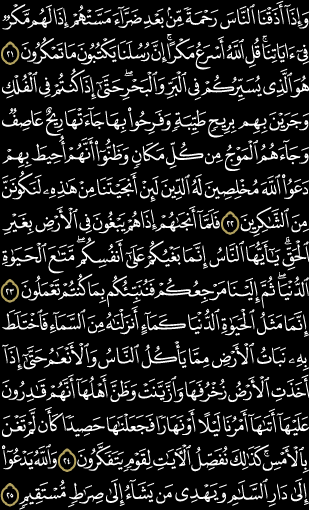 وَإِذَآ أَذَقْنَا ٱلنَّاسَ رَحْمَةً مِّنۢ بَعْدِ ضَرَّآءَ مَسَّتْهُمْ إِذَا لَهُم مَّكْرٌ
فِىٓ ءَايَاتِنَا ۚ قُلِ ٱللَّهُ أَسْرَعُ مَكْرًا ۚ إِنَّ رُسُلَنَا يَكْتُبُونَ مَا تَمْكُرُونَ ٢١
هُوَ ٱلَّذِى يُسَيِّرُكُمْ فِى ٱلْبَرِّ وَٱلْبَحْرِ ۖ حَتَّىٰٓ إِذَا كُنتُمْ فِى ٱلْفُلْكِ
وَجَرَيْنَ بِهِم بِرِيحٍ طَيِّبَةٍ وَفَرِحُوا۟ بِهَا جَآءَتْهَا رِيحٌ عَاصِفٌ
وَجَآءَهُمُ ٱلْمَوْجُ مِن كُلِّ مَكَانٍ وَظَنُّوٓا۟ أَنَّهُمْ أُحِيطَ بِهِمْ ۙ
دَعَوُا۟ ٱللَّهَ مُخْلِصِينَ لَهُ ٱلدِّينَ لَئِنْ أَنجَيْتَنَا مِنْ هَٰذِهِۦ لَنَكُونَنَّ
مِنَ ٱلشَّٰكِرِينَ ٢٢ فَلَمَّآ أَنجَىٰهُمْ إِذَا هُمْ يَبْغُونَ فِى ٱلْأَرْضِ بِغَيْرِ
ٱلْحَقِّ ۗ يَٰٓأَيُّهَا ٱلنَّاسُ إِنَّمَا بَغْيُكُمْ عَلَىٰٓ أَنفُسِكُم ۖ مَّتَٰعَ ٱلْحَيَوٰةِ
ٱلدُّنْيَا ۖ ثُمَّ إِلَيْنَا مَرْجِعُكُمْ فَنُنَبِّئُكُم بِمَا كُنتُمْ تَعْمَلُونَ ٢٣
إِنَّمَا مَثَلُ ٱلْحَيَوٰةِ ٱلدُّنْيَا كَمَآءٍ أَنزَلْنَٰهُ مِنَ ٱلسَّمَآءِ فَٱخْتَلَطَ
بِهِۦ نَبَاتُ ٱلْأَرْضِ مِمَّا يَأْكُلُ ٱلنَّاسُ وَٱلْأَنْعَٰمُ حَتَّىٰٓ إِذَآ
أَخَذَتِ ٱلْأَرْضُ زُخْرُفَهَا وَٱزَّيَّنَتْ وَظَنَّ أَهْلُهَآ أَنَّهُمْ قَٰدِرُونَ
عَلَيْهَآ أَتَىٰهَآ أَمْرُنَا لَيْلًا أَوْ نَهَارًا فَجَعَلْنَٰهَا حَصِيدًا كَأَن لَّمْ تَغْنَ
بِٱلْأَمْسِ ۚ كَذَٰلِكَ نُفَصِّلُ ٱلْءَايَٰتِ لِقَوْمٍ يَتَفَكَّرُونَ ٢٤ وَٱللَّهُ يَدْعُوٓا۟
إِلَىٰ دَارِ ٱلسَّلَٰمِ وَيَهْدِى مَن يَشَآءُ إِلَىٰ صِرَٰطٍ مُّسْتَقِيمٍ ٢٥